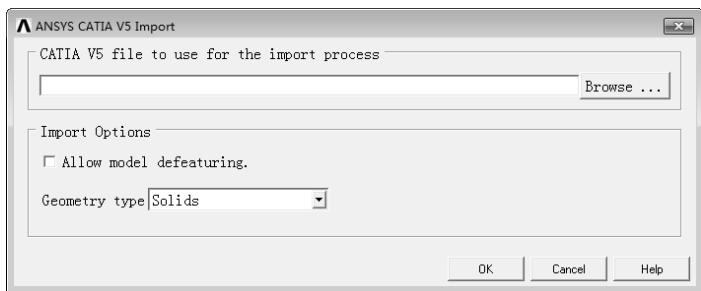 ANSYS CATIA V5 Import
CATIA V5 file to use for the import process
Browse ...
Import Options
Allow model defeaturing.
Geometry type Solids
OK Cancel Help